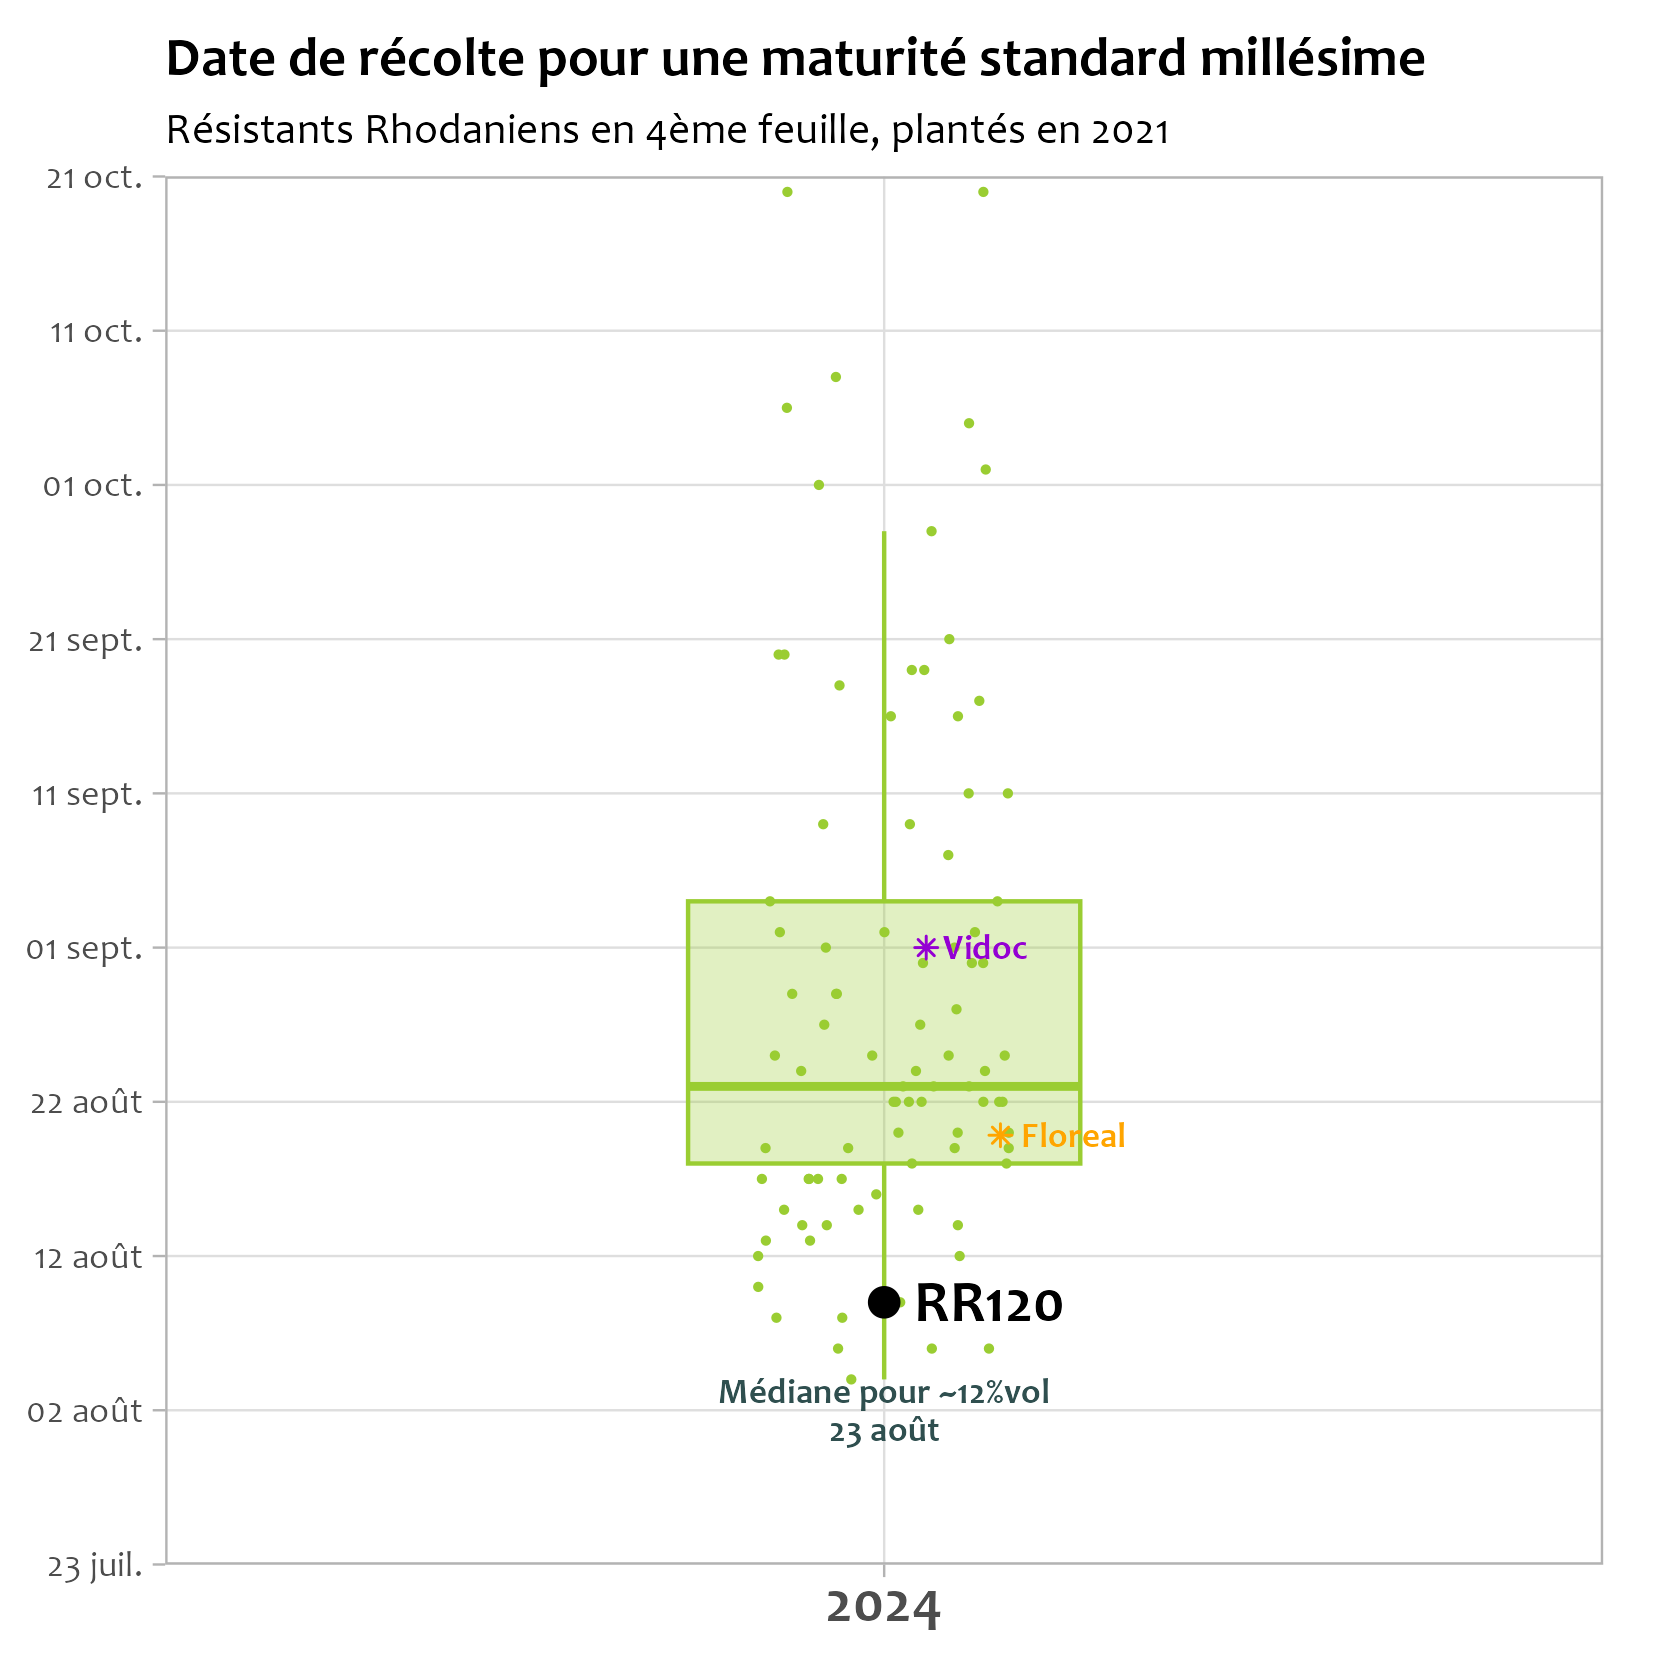 Date de récolte pour une maturité standard millésime
Résistants Rhodaniens en 4ème feuille, plantés en 2021
21 oct.
11 oct.
01 oct.
21 sept.
11 sept.
01 sept.
Vidoc
22 août
Floreal
12 août
RR120
Médiane pour ~12%vol
02 août
23 août
23 juil.
2024